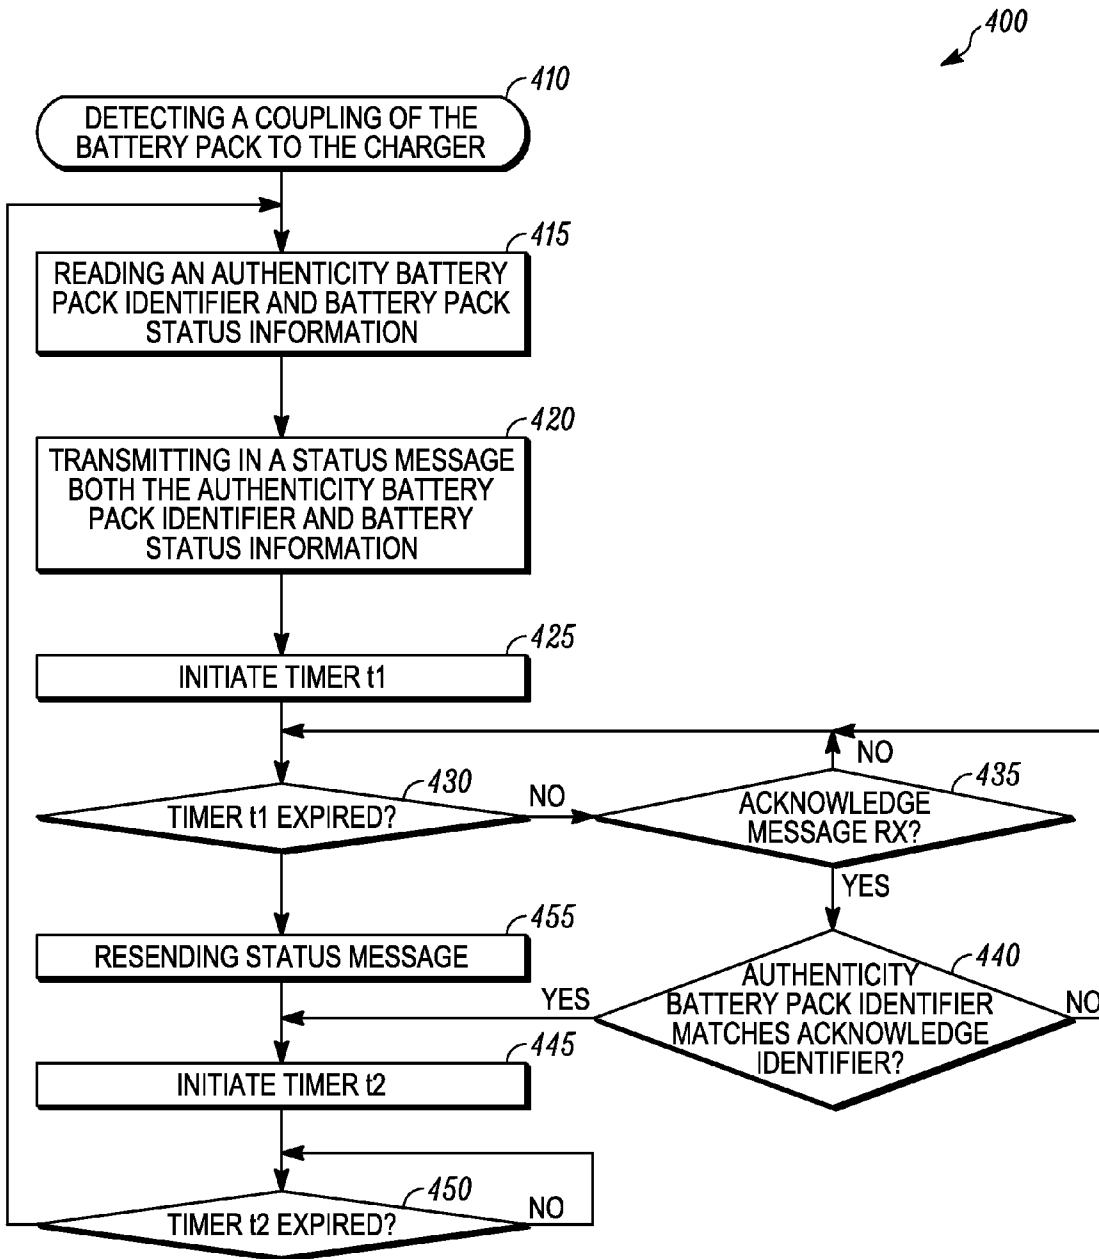 400
410
DETECTING A COUPLING OF THE
BATTERY PACK TO THE CHARGER
415
READING AN AUTHENTICITY BATTERY
PACK IDENTIFIER AND BATTERY PACK
STATUS INFORMATION
420
TRANSMITTING IN A STATUS MESSAGE
BOTH THE AUTHENTICITY BATTERY
PACK IDENTIFIER AND BATTERY
STATUS INFORMATION
425
INITIATE TIMER t1
430
TIMER t1 EXPIRED?
NO
NO
435
ACKNOWLEDGE
MESSAGE RX?
YES
455
RESENDING STATUS MESSAGE
440
AUTHENTICITY
BATTERY PACK IDENTIFIER
MATCHES ACKNOWLEDGE
IDENTIFIER?
YES
NO
445
INITIATE TIMER t2
450
TIMER t2 EXPIRED?
NO